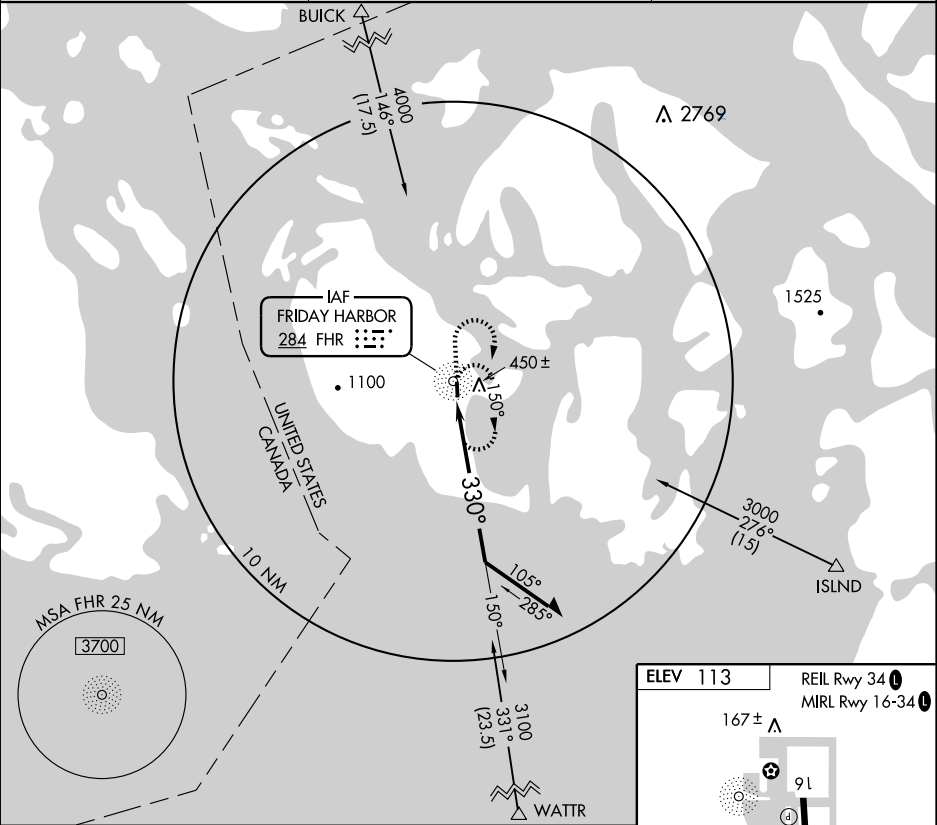 BUICK
4000
146°
(17.5)
2769
1525
IAF
FRIDAY HARBOR
284 FHR
450 ±
1100
150°
UNITED STATES
CANADA
330°
3000
276°
(15)
ISLND
10 NM
105°
285°
150°
MSA FHR 25 NM
3700
3100
331°
(23.5)
WATTR
ELEV 113
REIL Rwy 34 L
MIRL Rwy 16-34 L
167 ±
16
P